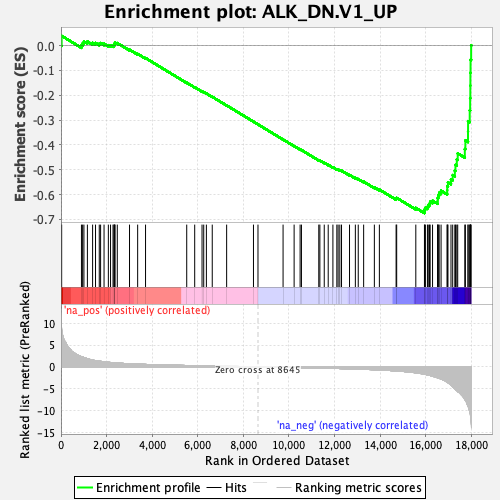 Enrichment plot: ALK_DN.V1_UP
Enrichment score (ES)
0.0
-0.1
-0.2
-0.3
-0.4
-0.5
-0.6
-0.7
'na_pos' (positively correlated)
Ranked list metric (PreRanked)
10
5
0
-5
-10
-15
Zero cross at 8645
'na_neg' (negatively correlated)
0
2,000
4,000
6,000
8,000
10,000
12,000
14,000
16,000
18,000
Rank in Ordered Dataset
Enrichment profile
Hits
Ranking metric scores